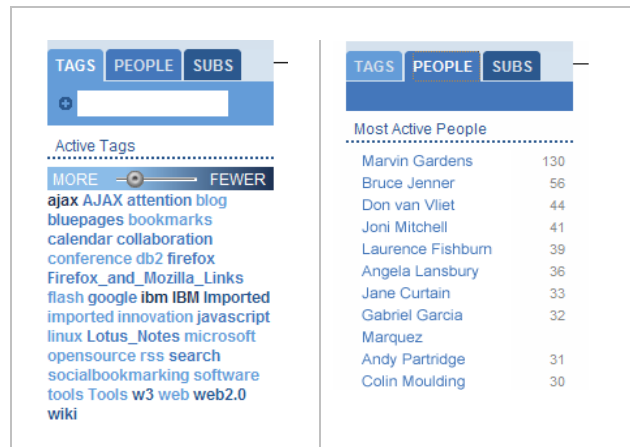 TAGS PEOPLE SUBS
Active Tags
MORE FEWER
ajax AJAX attention blog
bluepages bookmarks
calendar collaboration
conference db2 firefox
Firefox_and_Mozilla_Links
flash google ibm IBM Imported
imported innovation javascript
linux Lotus_Notes microsoft
opensource rss search
socialbookmarking software
tools Tools w3 web web2.0
wiki
TAGS PEOPLE SUBS
Most Active People
Marvin Gardens 130
Bruce Jenner 56
Don van Vliet 44
Joni Mitchell 41
Laurence Fishburn 39
Angela Lansbury 36
Jane Curtain 33
Gabriel Garcia 32
Marquez
Andy Partridge 31
Colin Moulding 30